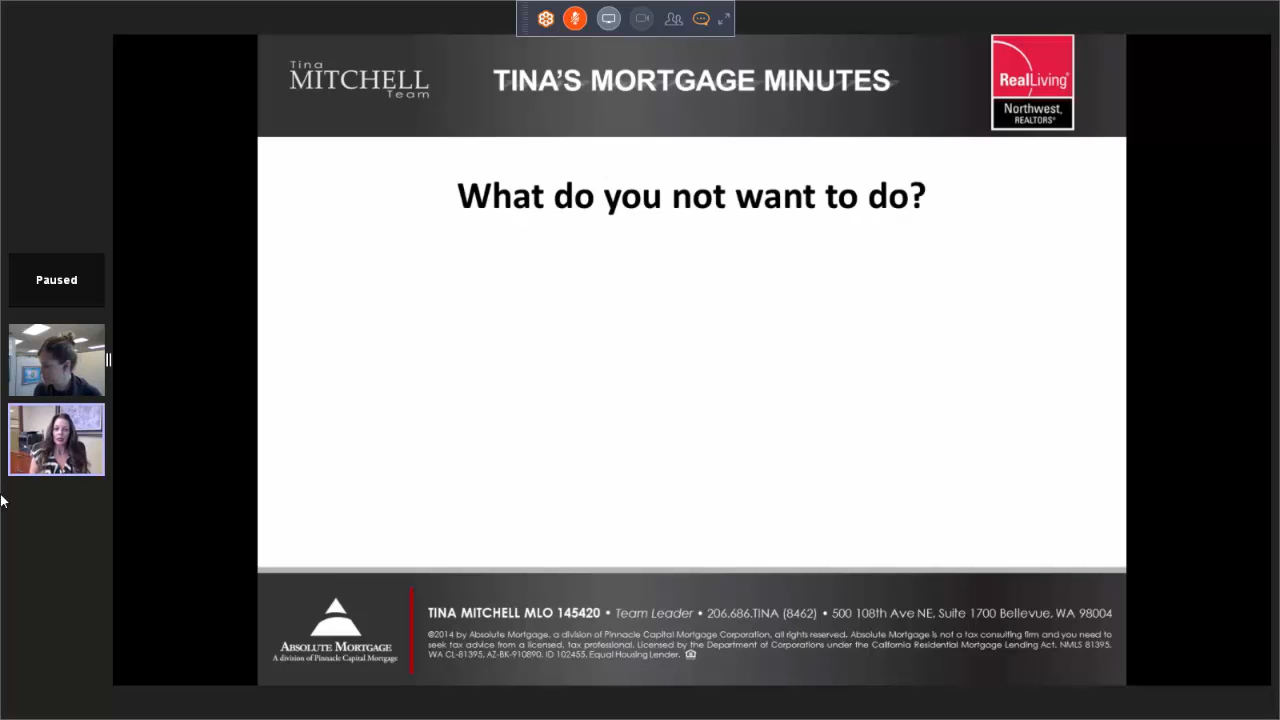 Tina
MITCHELL
Team
TINA'S MORTGAGE MINUTES
RealLiving®
Northwest,
REALTORS®
What do you not want to do?
Paused
ABSOLUTE MORTGAGE
A division of Pinnacle Capital Mortgage
TINA MITCHELL MLO 145420 • Team Leader • 206.686.TINA (8462) • 500 108th Ave NE, Suite 1700 Bellevue, WA 98004
©2014 by Absolute Mortgage, a division of Pinnacle Capital Mortgage Corporation, all rights reserved. Absolute Mortgage is not a tax consulting firm and you need to
seek tax advice from a licensed, tax professional. Licensed by the Department of Corporations under the California Residential Mortgage Lending Act. NMLS 81395.
WA CL-81395, AZ-BK-910890. ID 102455. Equal Housing Lender.